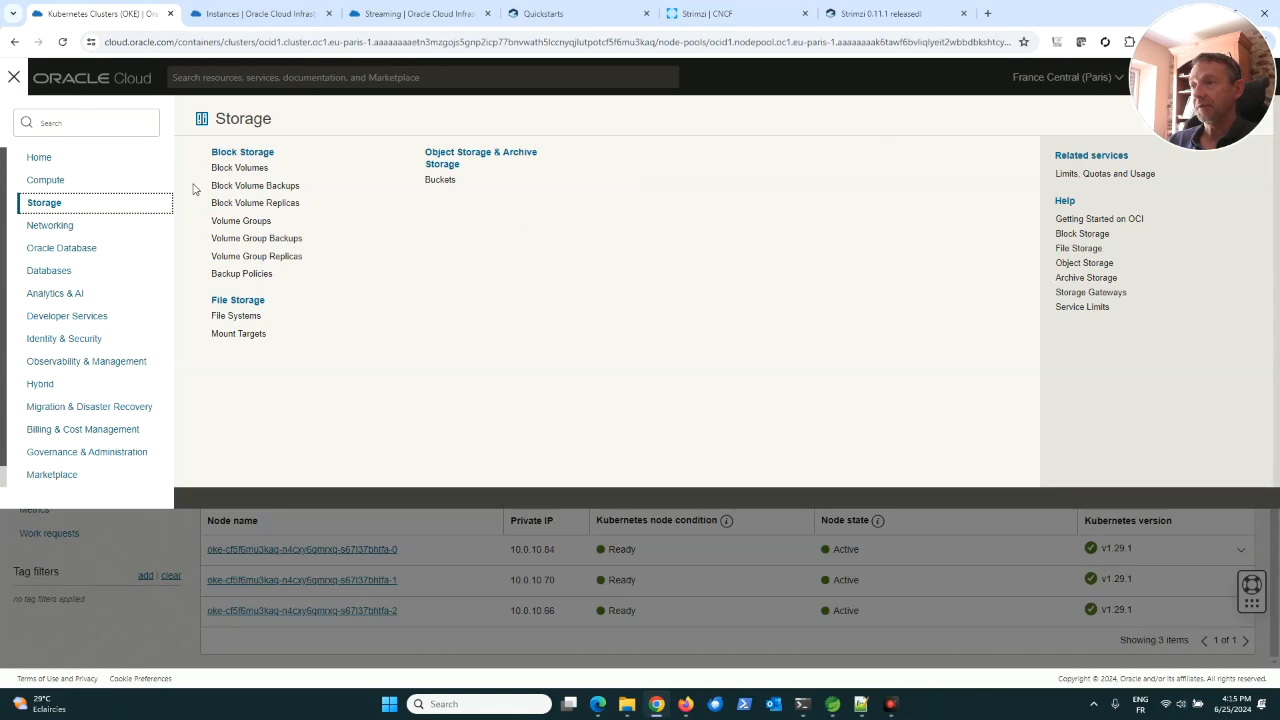 Kubernetes Clusters (OKE) | Ora
Instances | Oracle Cloud Infrast
Streaming | Oracle Cloud Infras
Quickstarts
Strimzi | CNCF
Strimzi 0.11.1 released!
cloud.oracle.com/containers/clusters/ocid1.cluster.oc1.eu-paris-1.aaaaaaaaetn3mzgojs5gnp2cp77bnvwath5lccnyqjlutpotcf5f6mu3kaq/node-pools/ocid1.nodepool.oc1.eu-paris-1.aaaaaaaak6tawf6bvliqlyeit2wbbdbkshctcy...
ORACLE Cloud
Search resources, services, documentation, and Marketplace
France Central (Paris)
Search
Home
Compute
Storage
Networking
Oracle Database
Databases
Analytics & AI
Developer Services
Identity & Security
Observability & Management
Hybrid
Migration & Disaster Recovery
Billing & Cost Management
Governance & Administration
Marketplace
Storage
Block Storage
Block Volumes
Block Volume Backups
Block Volume Replicas
Volume Groups
Volume Group Backups
Volume Group Replicas
Backup Policies
File Storage
File Systems
Mount Targets
Object Storage & Archive
Storage
Buckets
Related services
Limits, Quotas and Usage
Help
Getting Started on OCI
Block Storage
File Storage
Object Storage
Archive Storage
Storage Gateways
Service Limits
Metrics
Work requests
Tag filters
add | clear
no tag filters applied
Node name Private IP Kubernetes node condition Node state Kubernetes version
oke-cf5f6mu3kaq-n4cxy6qmrxq-s67l37bhtfa-0 10.0.10.84 Ready Active v1.29.1
oke-cf5f6mu3kaq-n4cxy6qmrxq-s67l37bhtfa-1 10.0.10.70 Ready Active v1.29.1
oke-cf5f6mu3kaq-n4cxy6qmrxq-s67l37bhtfa-2 10.0.10.66 Ready Active v1.29.1
Showing 3 items 1 of 1
Terms of Use and Privacy Cookie Preferences
Copyright © 2024, Oracle and/or its affiliates. All rights reserved.
29°C
Eclaircies
Search
ENG
FR
4:15 PM
6/25/2024